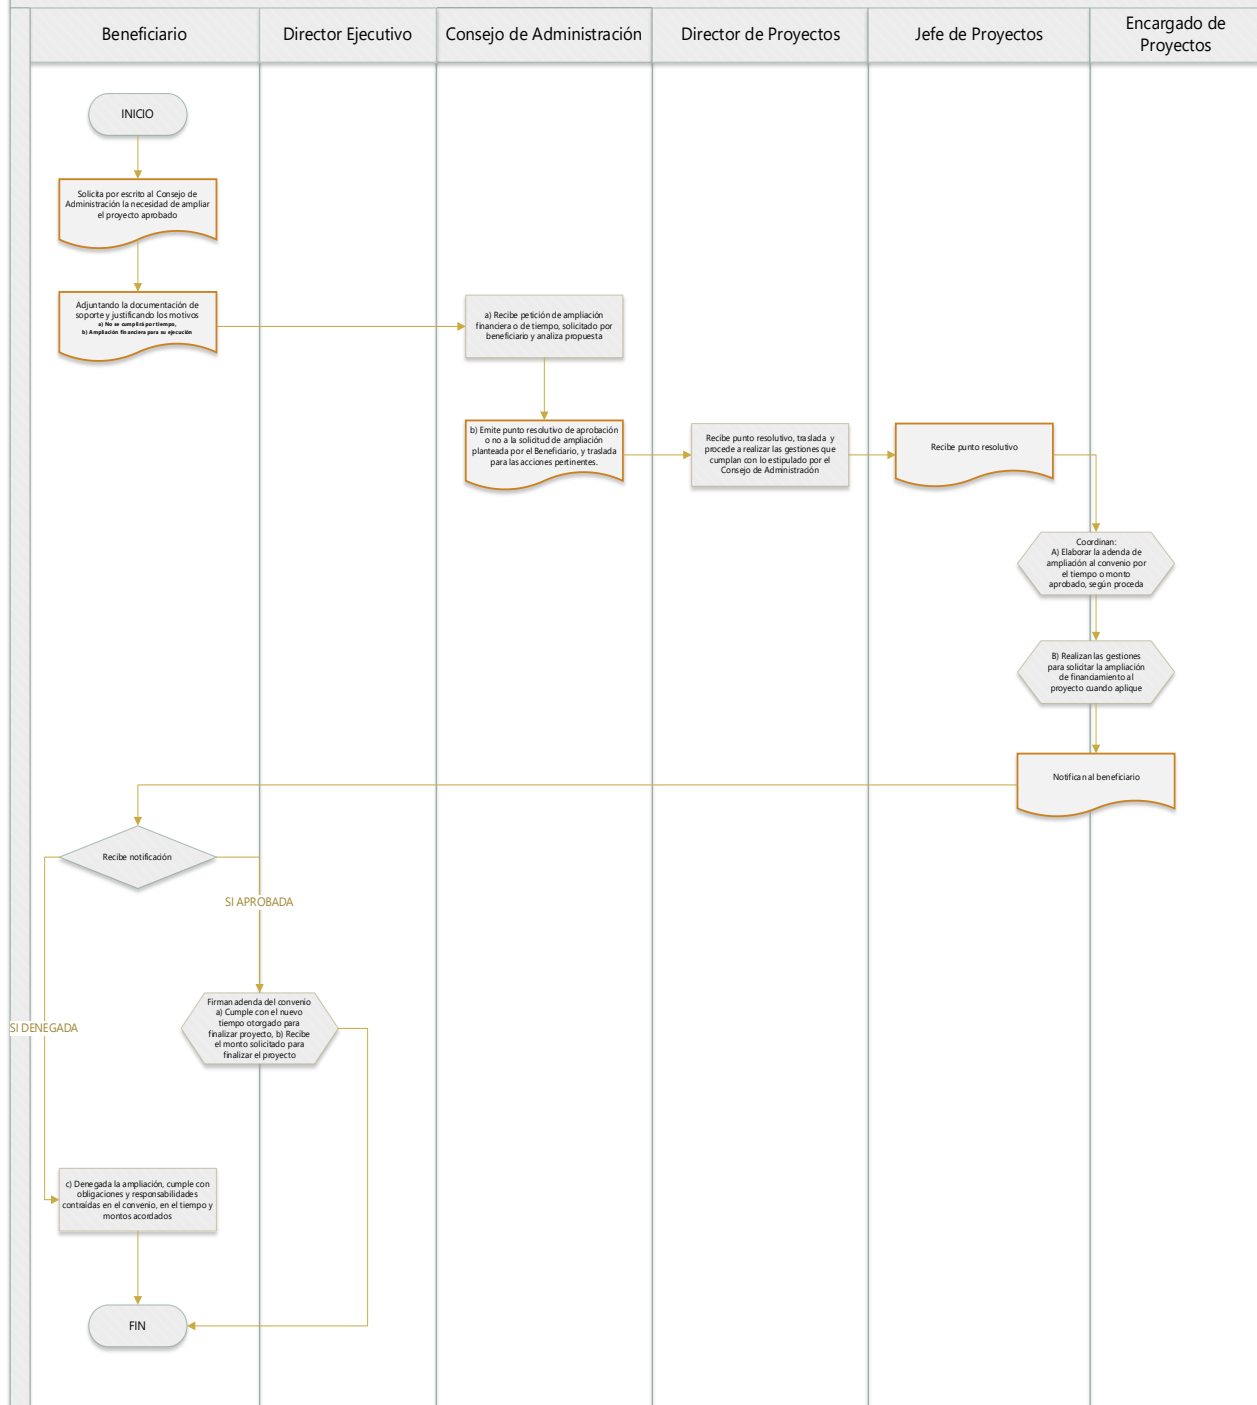 Beneficiario
Director Ejecutivo
Consejo de Administración
Director de Proyectos
Jefe de Proyectos
Encargado de
Proyectos
INICIO
Solicita por escrito al Consejo de
Administración la necesidad de ampliar
el proyecto aprobado
Adjuntando la documentación de
soporte y justificando los motivos
a) No se cumplirá por tiempo,
b) Ampliación financiera para su ejecución
a) Recibe petición de ampliación
financiera o de tiempo, solicitado por
beneficiario y analiza propuesta
b) Emite punto resolutivo de aprobación
o no a la solicitud de ampliación
planteada por el Beneficiario, y traslada
para las acciones pertinentes.
Recibe punto resolutivo, traslada y
procede a realizar las gestiones que
cumplan con lo estipulado por el
Consejo de Administración
Recibe punto resolutivo
Coordinan:
A) Elaborar la adenda de
ampliación al convenio por
el tiempo o monto
aprobado, según proceda
B) Realizan las gestiones
para solicitar la ampliación
de financiamiento al
proyecto cuando aplique
Notifican al beneficiario
Recibe notificación
SI APROBADA
Firman adenda del convenio
a) Cumple con el nuevo
tiempo otorgado para
finalizar proyecto, b) Recibe
el monto solicitado para
finalizar el proyecto
SI DENEGADA
c) Denegada la ampliación, cumple con
obligaciones y responsabilidades
contraídas en el convenio, en el tiempo y
montos acordados
FIN